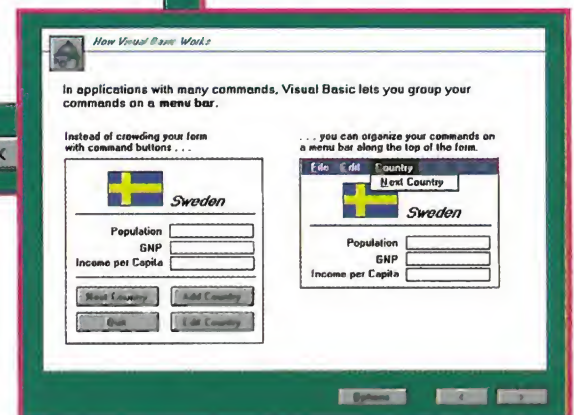 How Visual Basic Works
In applications with many commands, Visual Basic lets you group your
commands on a menu bar.
Instead of crowding your form
with command buttons . . .
Sweden
Population
GNP
Income per Capita
Next Country
Add Country
Quit
Edit Country
. . . you can organize your commands on
a menu bar along the top of the form.
File Edit Country
Next Country
Sweden
Population
GNP
Income per Capita
Options < >